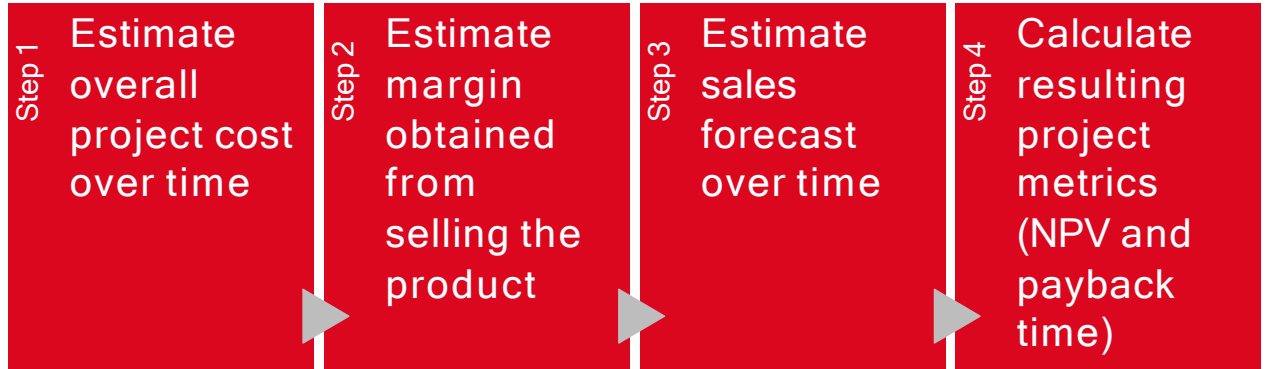 Step 1
Estimate
overall
project cost
over time
Step 2
Estimate
margin
obtained
from
selling the
product
Step 3
Estimate
sales
forecast
over time
Step 4
Calculate
resulting
project
metrics
(NPV and
payback
time)